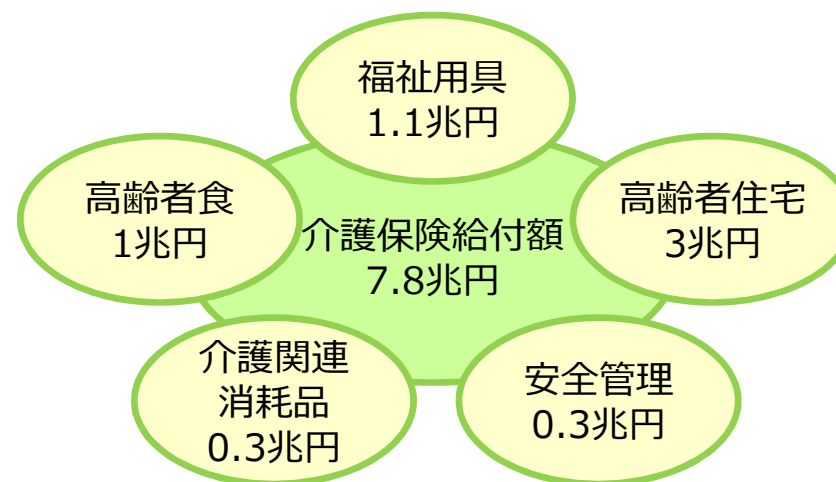 福祉用具
1.1兆円
高齢者食
1兆円
介護保険給付額
7.8兆円
高齢者住宅
3兆円
介護関連
消耗品
0.3兆円
安全管理
0.3兆円